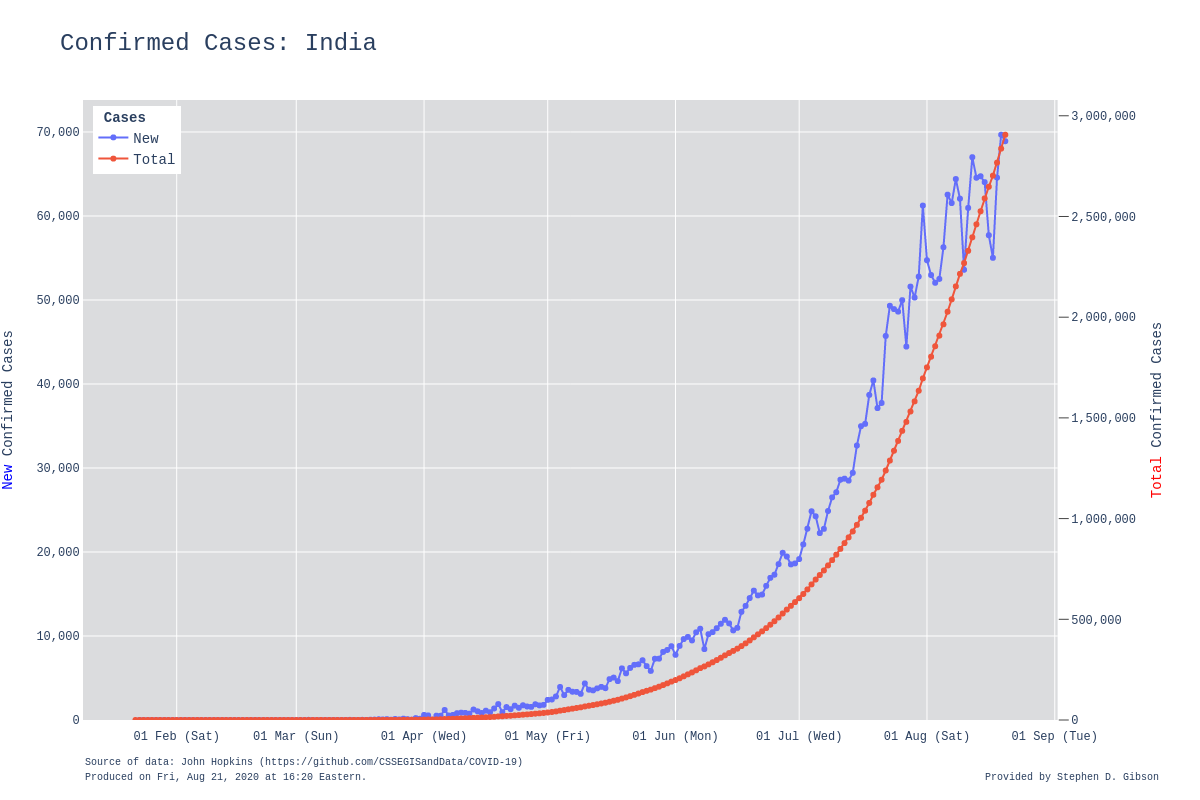 Confirmed Cases: India
Cases
New
Total
70,000
60,000
50,000
40,000
30,000
20,000
10,000
0
New Confirmed Cases
3,000,000
2,500,000
2,000,000
1,500,000
1,000,000
500,000
0
Total Confirmed Cases
01 Feb (Sat) 01 Mar (Sun) 01 Apr (Wed) 01 May (Fri) 01 Jun (Mon) 01 Jul (Wed) 01 Aug (Sat) 01 Sep (Tue)
Source of data: John Hopkins (https://github.com/CSSEGISandData/COVID-19)
Produced on Fri, Aug 21, 2020 at 16:20 Eastern.
Provided by Stephen D. Gibson